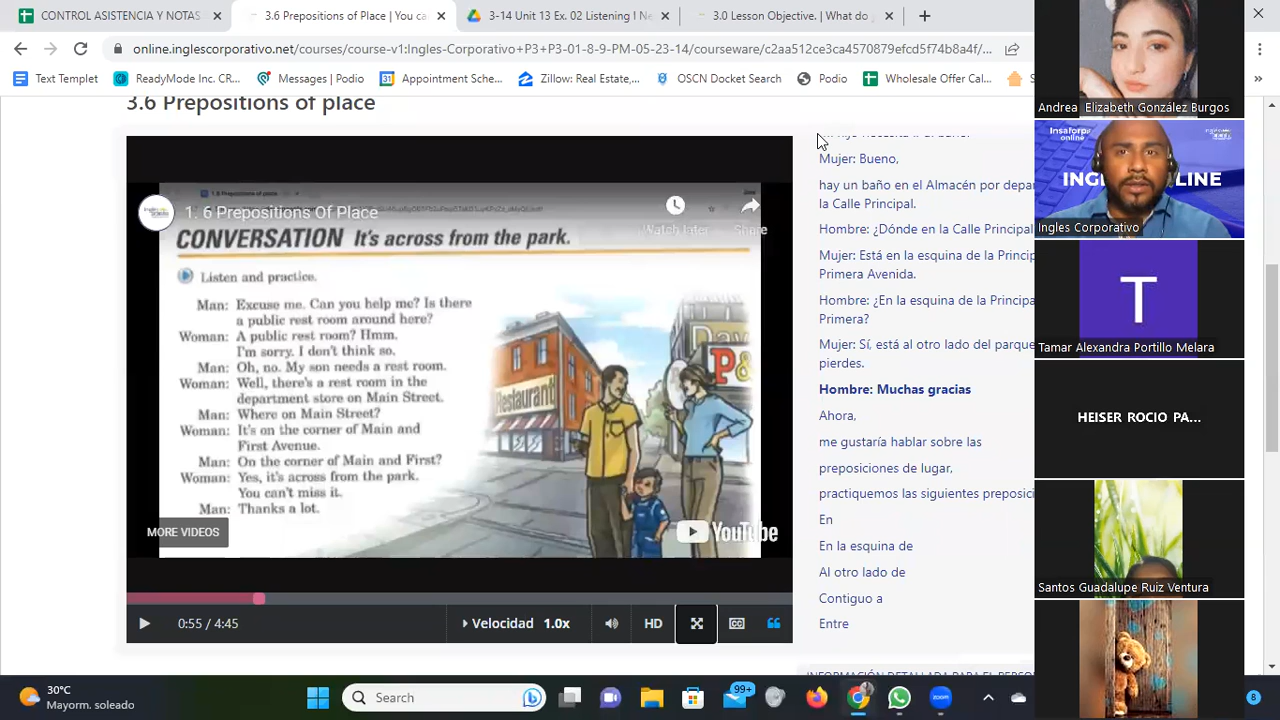 CONTROL ASISTENCIA Y NOTAS
3.6 Prepositions of Place | You ca
3-14 Unit 13 Ex. 02 Listening I Ne
3.0 Lesson Objective. | What do
online.inglescorporativo.net/courses/course-v1:Ingles-Corporativo+P3+P3-01-8-9-PM-05-23-14/courseware/c2aa512ce3ca4570879efcd5f74b8a4f/...
Text Templet
ReadyMode Inc. CR...
Messages | Podio
Appointment Sche...
Zillow: Real Estate,...
OSCN Docket Search
Podio
Wholesale Offer Cal...
3.6 Prepositions of place
1. 6 Prepositions Of Place
Watch later
Share
CONVERSATION It's across from the park.
Listen and practice.
Man: Excuse me. Can you help me? Is there
a public rest room around here?
Woman: A public rest room? Hmm.
I'm sorry. I don't think so.
Man: Oh, no. My son needs a rest room.
Woman: Well, there's a rest room in the
department store on Main Street.
Man: Where on Main Street?
Woman: It's on the corner of Main and
First Avenue.
Man: On the corner of Main and First?
Woman: Yes, it's across from the park.
You can't miss it.
Man: Thanks a lot.
Restaurant
P&
MORE VIDEOS
YouTube
0:55 / 4:45
Velocidad 1.0x
HD
Mujer: Bueno,
hay un baño en el Almacén por depar
la Calle Principal.
Hombre: ¿Dónde en la Calle Principal
Mujer: Está en la esquina de la Princip
Primera Avenida.
Hombre: ¿En la esquina de la Principa
Primera?
Mujer: Sí, está al otro lado del parque
pierdes.
Hombre: Muchas gracias
Ahora,
me gustaría hablar sobre las
preposiciones de lugar,
practiquemos las siguientes preposici
En
En la esquina de
Al otro lado de
Contiguo a
Entre
Andrea Elizabeth González Burgos
Insaforp
online
Ingles Corporativo
T
Tamar Alexandra Portillo Melara
HEISER ROCIO PA...
Santos Guadalupe Ruiz Ventura
30°C
Mayorm. soleado
Search
99+
8